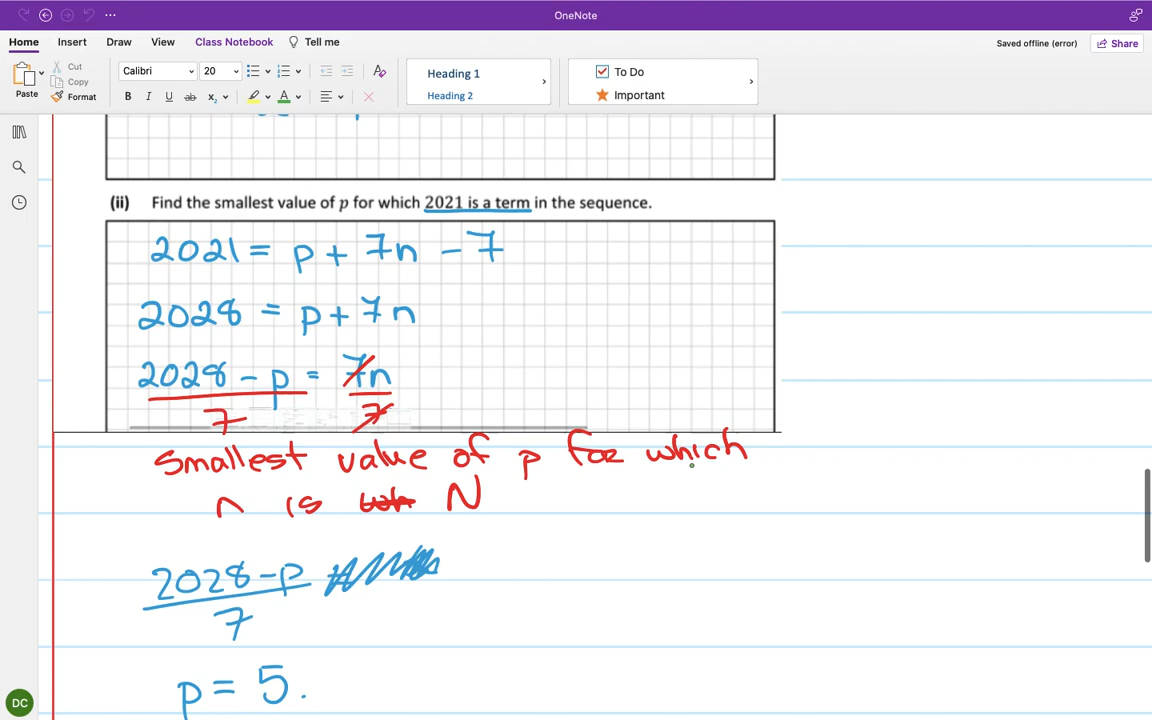 OneNote
Home Insert Draw View Class Notebook Tell me
Saved offline (error) Share
Paste Cut Copy Format
Calibri 20
B I U ab x₂ A
Heading 1
Heading 2
To Do
Important
(ii) Find the smallest value of p for which 2021 is a term in the sequence.
2021 = p + 7n - 7
2028 = p + 7n
2028 - p = 7n
7 7
smallest value of p for which
n is N
2028 - p
7
p = 5.
DC